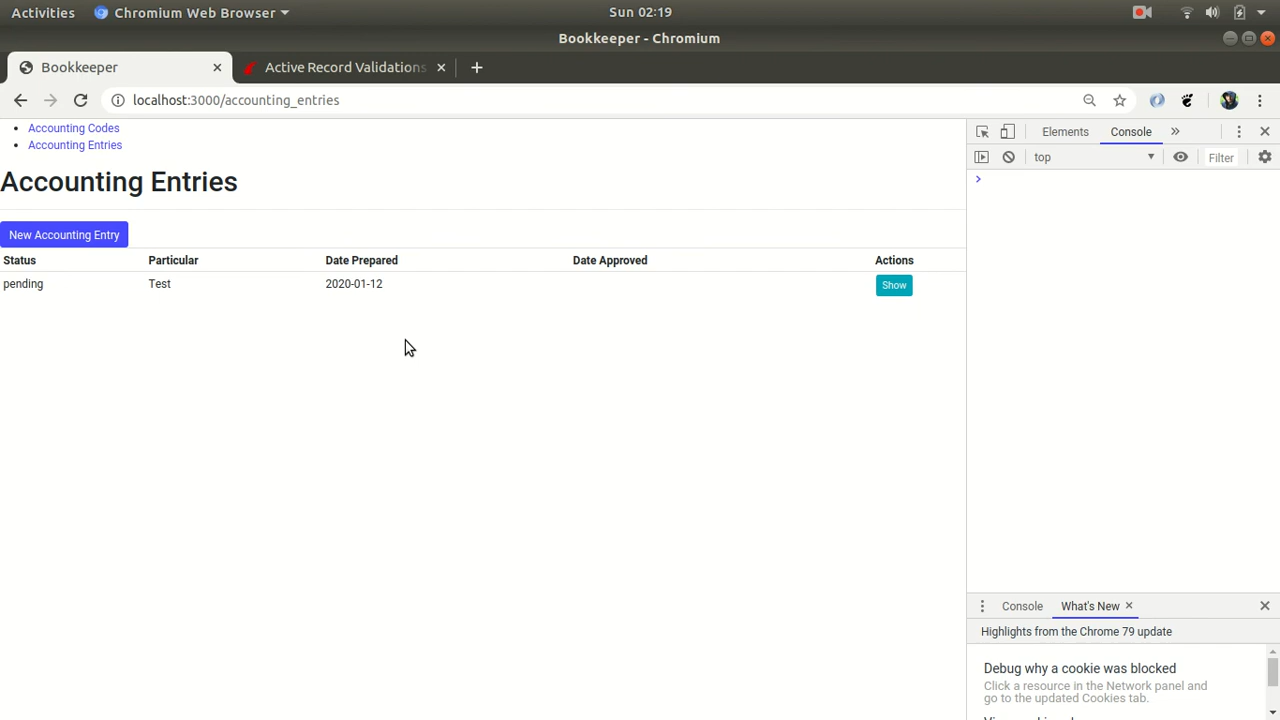 Activities Chromium Web Browser Sun 02:19
Bookkeeper - Chromium
Bookkeeper Active Record Validations
localhost:3000/accounting_entries
Accounting Codes
Accounting Entries
Accounting Entries
New Accounting Entry
Status Particular Date Prepared Date Approved Actions
pending Test 2020-01-12 Show
Elements Console
top Filter
Console What's New
Highlights from the Chrome 79 update
Debug why a cookie was blocked
Click a resource in the Network panel and
go to the updated Cookies tab.